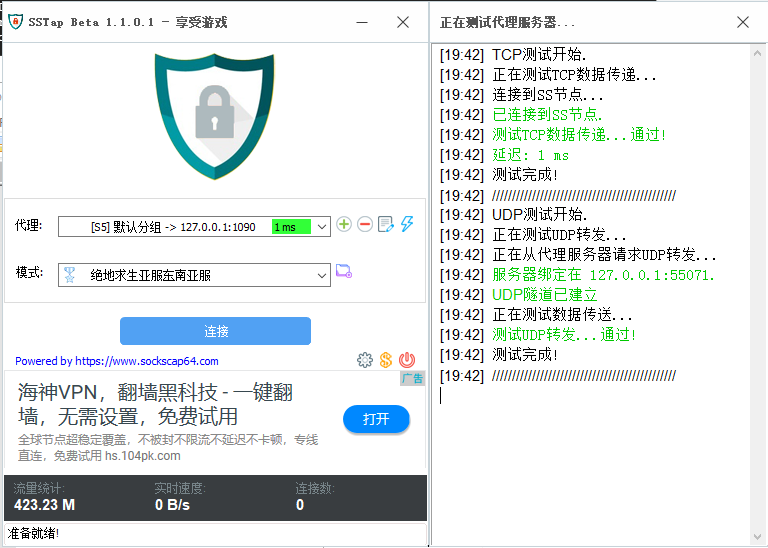 SSTap Beta 1.1.0.1 - 享受游戏
代理:
[S5] 默认分组 -> 127.0.0.1:1090
1 ms
模式:
绝地求生亚服东南亚服
连接
Powered by https://www.sockscap64.com
广告
海神VPN，翻墙黑科技 - 一键翻
墙，无需设置，免费试用
全球节点超稳定覆盖，不被封不限流不延迟不卡顿，专线
直连，免费试用 hs.104pk.com
打开
流量统计:
423.23 M
实时速度:
0 B/s
连接数:
0
准备就绪!
正在测试代理服务器...
[19:42] TCP测试开始.
[19:42] 正在测试TCP数据传递...
[19:42] 连接到SS节点...
[19:42] 已连接到SS节点.
[19:42] 测试TCP数据传递...通过!
[19:42] 延迟: 1 ms
[19:42] 测试完成!
[19:42] //////////////////////////////////////////////
[19:42] UDP测试开始.
[19:42] 正在测试UDP转发...
[19:42] 正在从代理服务器请求UDP转发...
[19:42] 服务器绑定在 127.0.0.1:55071.
[19:42] UDP隧道已建立
[19:42] 正在测试数据传送...
[19:42] 测试UDP转发...通过!
[19:42] 测试完成!
[19:42] //////////////////////////////////////////////